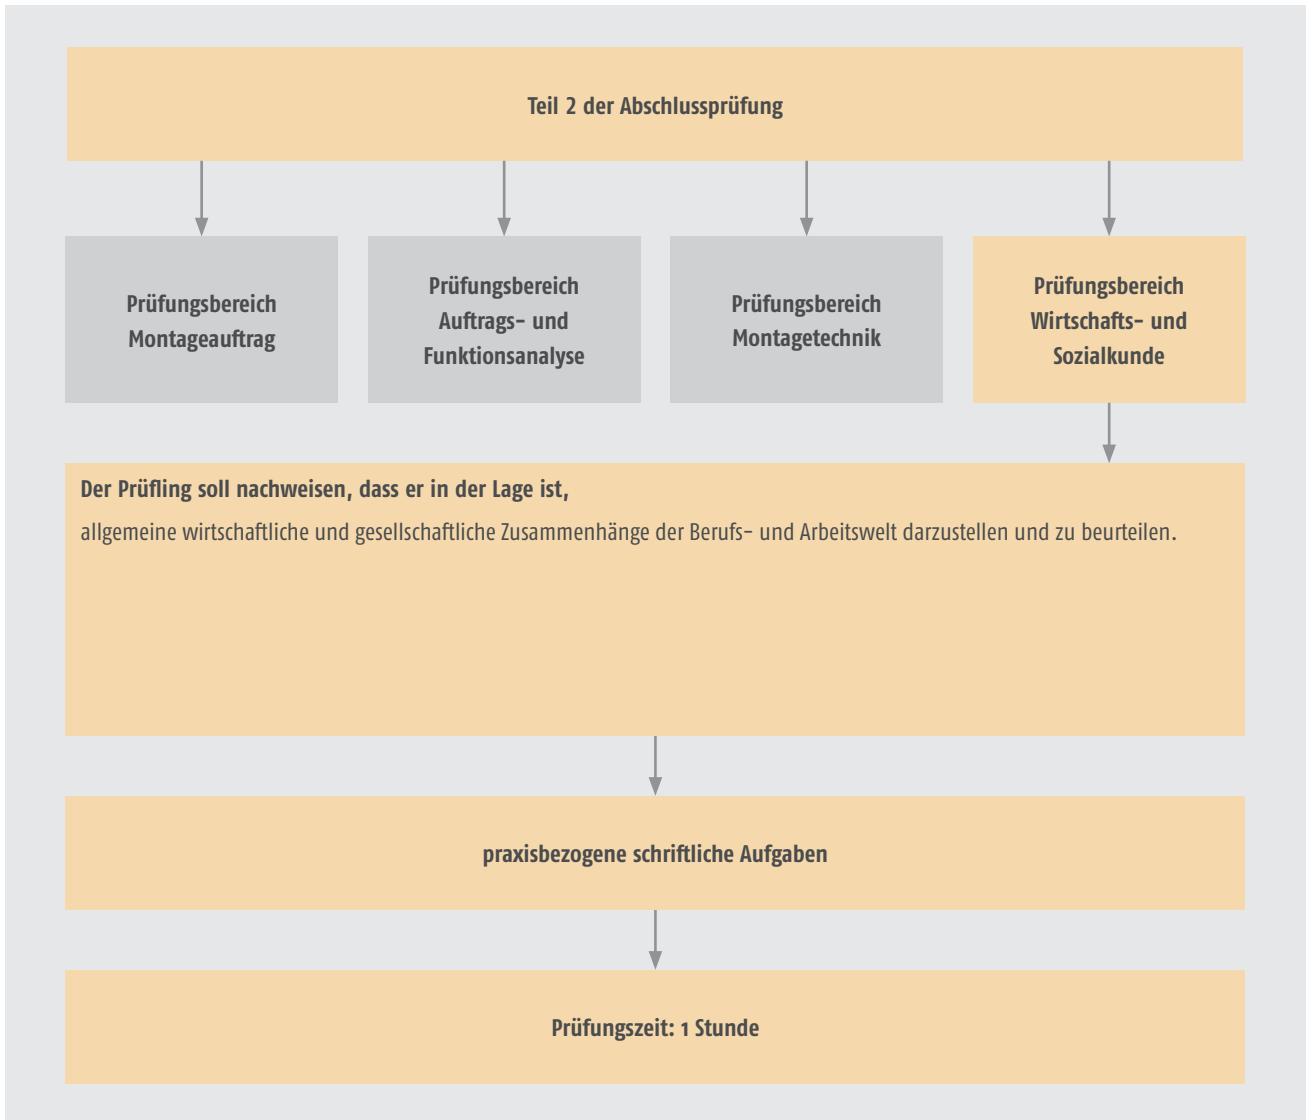 Teil 2 der Abschlussprüfung
Prüfungsbereich
Montageauftrag
Prüfungsbereich
Auftrags- und
Funktionsanalyse
Prüfungsbereich
Montagetechnik
Prüfungsbereich
Wirtschafts- und
Sozialkunde
Der Prüfling soll nachweisen, dass er in der Lage ist,
allgemeine wirtschaftliche und gesellschaftliche Zusammenhänge der Berufs- und Arbeitswelt darzustellen und zu beurteilen.
praxisbezogene schriftliche Aufgaben
Prüfungszeit: 1 Stunde